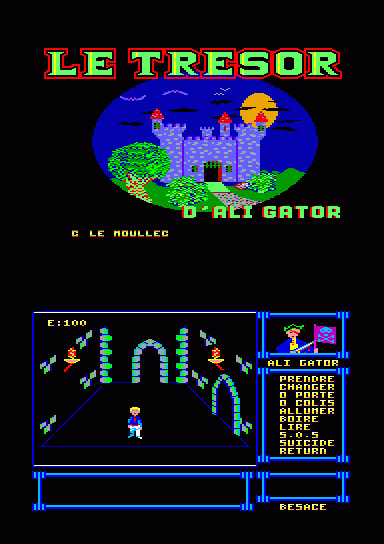 LE TRESOR
D'ALI GATOR
C LE MOULLEC
E:100
ALI GATOR
PRENDRE
CHANGER
O PORTE
O COLIS
ALLUMER
BOIRE
LIRE
S.O.S
SUICIDE
RETURN
BESACE